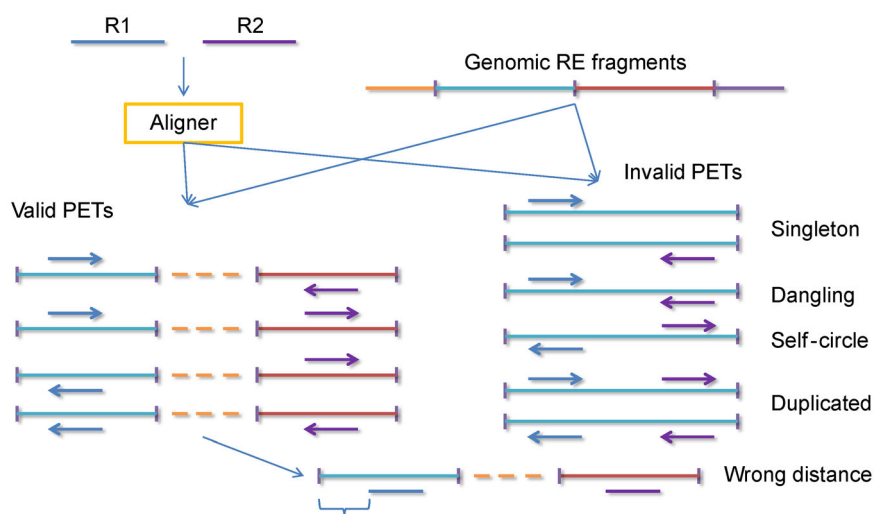 R1
R2
Genomic RE fragments
Aligner
Invalid PETs
Valid PETs
Singleton
Dangling
Self-circle
Duplicated
Wrong distance